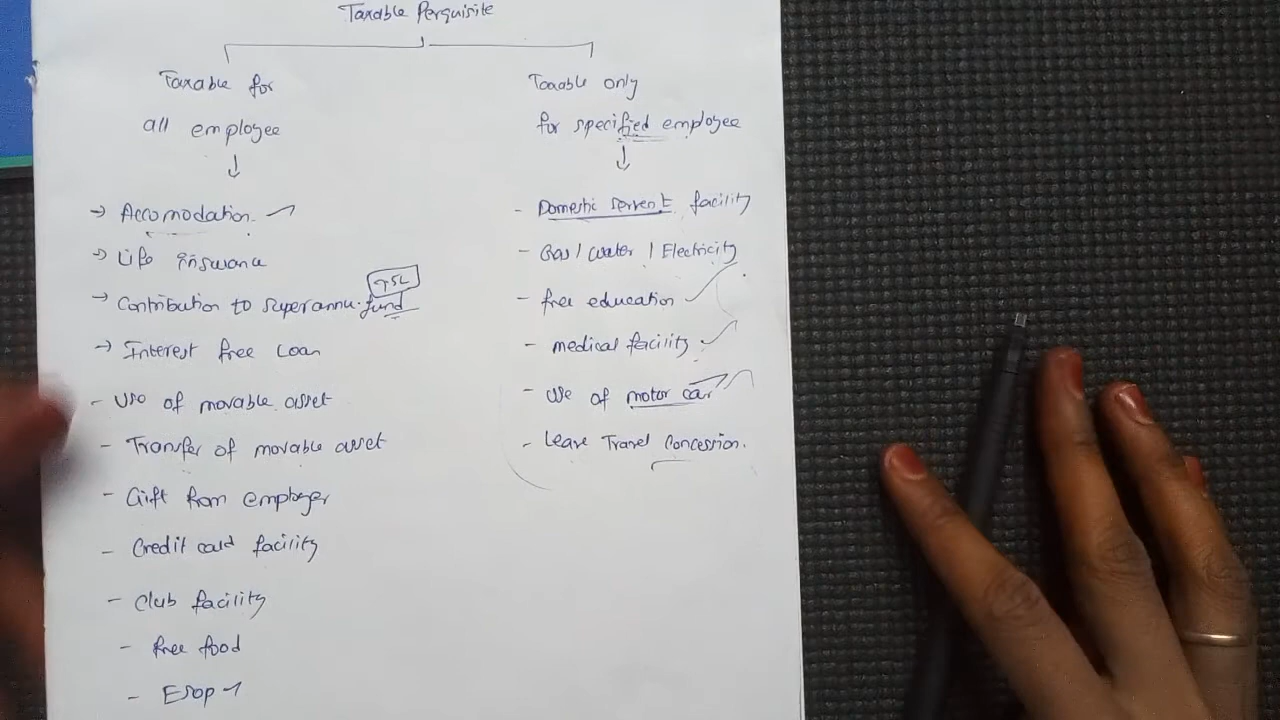 Taxable Perquisite
Taxable for
all employee
→ Accomodation
→ Life insurance
→ Contribution to superannu. fund
7.5L
→ Interest free Loan
- Use of movable asset
- Transfer of movable asset
- Gift from employer
- Credit card facility
- Club facility
- free food
- ESOP
Taxable only
for specified employee
- Domestic servent facility
- Gas / water / Electricity
- free education
- medical facility
- Use of motor car
- Leave Travel Concession.